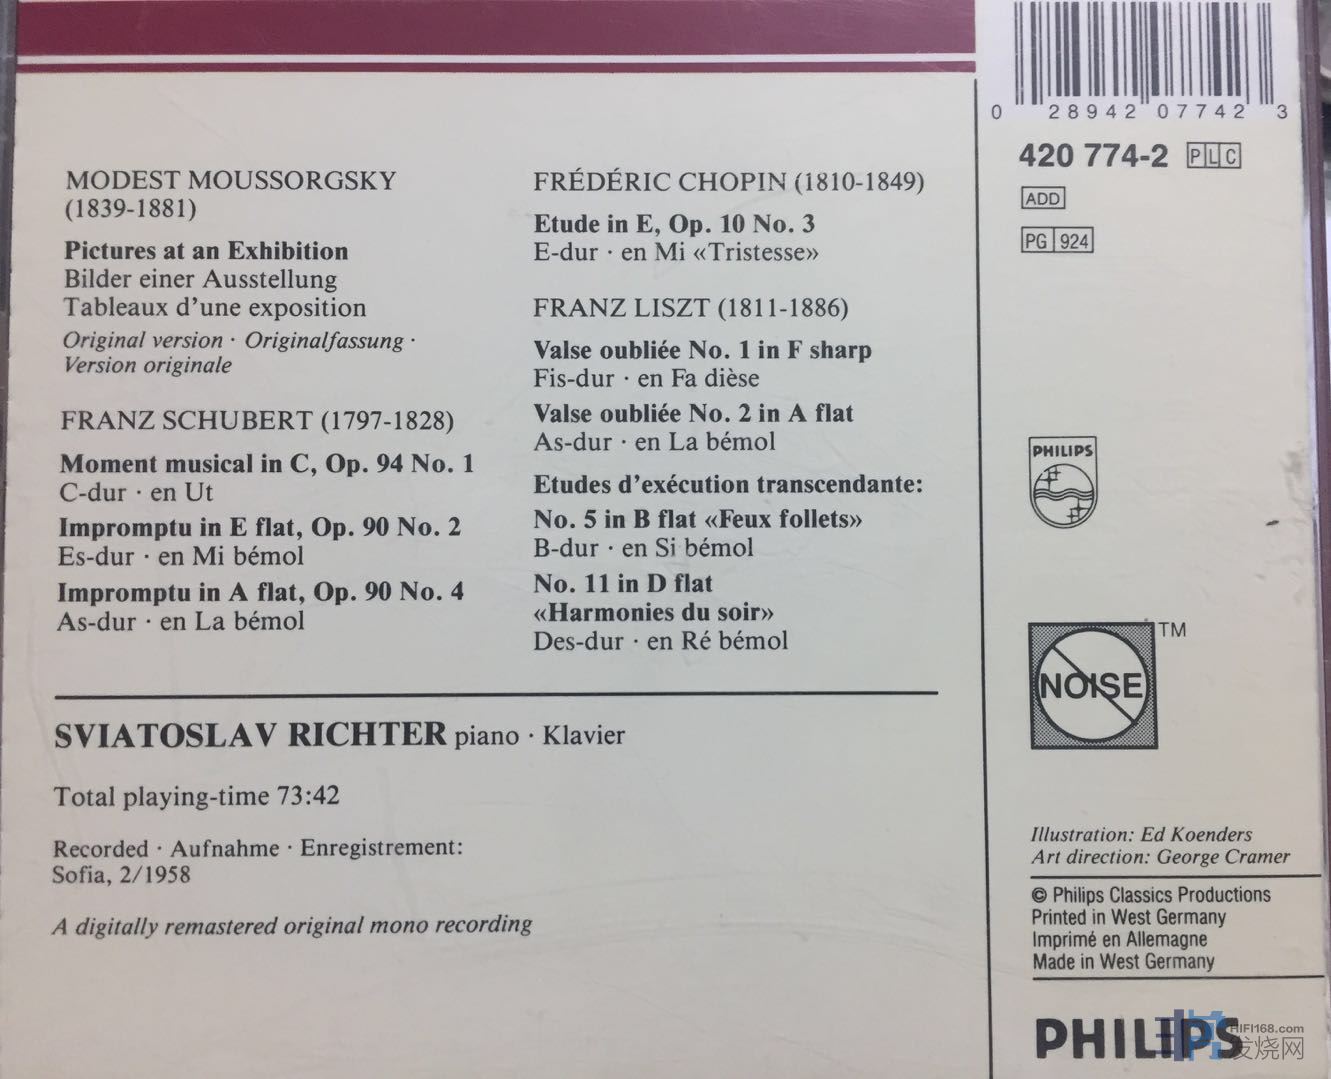 MODEST MOUSSORGSKY
(1839-1881)
Pictures at an Exhibition
Bilder einer Ausstellung
Tableaux d'une exposition
Original version · Originalfassung ·
Version originale
FRANZ SCHUBERT (1797-1828)
Moment musical in C, Op. 94 No. 1
C-dur · en Ut
Impromptu in E flat, Op. 90 No. 2
Es-dur · en Mi bémol
Impromptu in A flat, Op. 90 No. 4
As-dur · en La bémol
FRÉDÉRIC CHOPIN (1810-1849)
Etude in E, Op. 10 No. 3
E-dur · en Mi «Tristesse»
FRANZ LISZT (1811-1886)
Valse oubliée No. 1 in F sharp
Fis-dur · en Fa dièse
Valse oubliée No. 2 in A flat
As-dur · en La bémol
Etudes d'exécution transcendante:
No. 5 in B flat «Feux follets»
B-dur · en Si bémol
No. 11 in D flat
«Harmonies du soir»
Des-dur · en Ré bémol
SVIATOSLAV RICHTER piano · Klavier
Total playing-time 73:42
Recorded · Aufnahme · Enregistrement:
Sofia, 2/1958
A digitally remastered original mono recording
0 28942 07742 3
420 774-2 PLC
ADD
PG 924
PHILIPS
NOISE TM
Illustration: Ed Koenders
Art direction: George Cramer
© Philips Classics Productions
Printed in West Germany
Imprimé en Allemagne
Made in West Germany
PHILIPS
HIFI168.com
发烧网